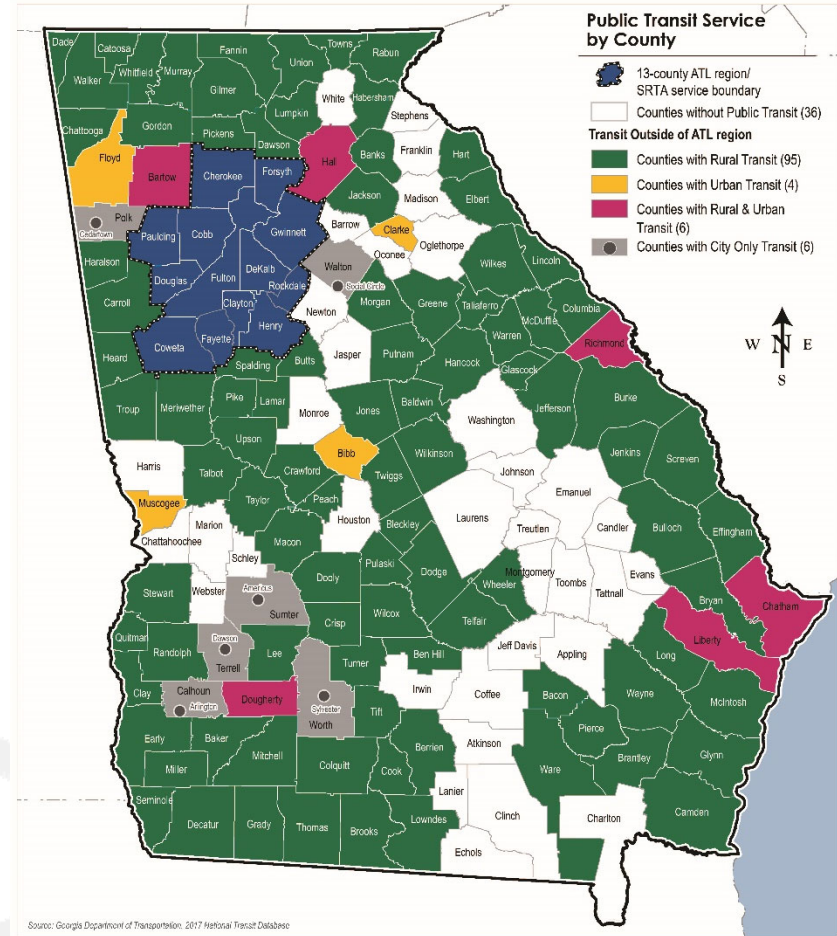 Public Transit Service
by County
13-county ATL region/
SRTA service boundary
Counties without Public Transit (36)
Transit Outside of ATL region
Counties with Rural Transit (95)
Counties with Urban Transit (4)
Counties with Rural & Urban
Transit (6)
Counties with City Only Transit (6)
N
W E
S
Dade
Catoosa
Whitfield
Murray
Fannin
Union
Towns
Rabun
Walker
Gilmer
White
Habersham
Lumpkin
Stephens
Chattooga
Gordon
Pickens
Dawson
Banks
Franklin
Hart
Floyd
Bartow
Cherokee
Forsyth
Hall
Jackson
Madison
Elbert
Polk
Cedartown
Paulding
Cobb
Gwinnett
Barrow
Clarke
Oglethorpe
Oconee
Haralson
Douglas
Fulton
DeKalb
Rockdale
Walton
Social Circle
Wilkes
Lincoln
Carroll
Clayton
Newton
Morgan
Greene
Taliaferro
McDuffie
Columbia
Coweta
Fayette
Henry
Warren
Richmond
Heard
Spalding
Butts
Jasper
Putnam
Hancock
Glascock
Troup
Meriwether
Pike
Lamar
Monroe
Jones
Baldwin
Washington
Jefferson
Burke
Upson
Bibb
Wilkinson
Jenkins
Screven
Harris
Talbot
Crawford
Twiggs
Johnson
Emanuel
Muscogee
Taylor
Peach
Houston
Bleckley
Laurens
Treutlen
Candler
Bulloch
Effingham
Chattahoochee
Marion
Macon
Schley
Pulaski
Dodge
Montgomery
Wheeler
Toombs
Tattnall
Evans
Bryan
Chatham
Stewart
Webster
Americus
Sumter
Dooly
Wilcox
Telfair
Liberty
Quitman
Randolph
Dawson
Terrell
Lee
Crisp
Turner
Ben Hill
Jeff Davis
Appling
Long
Clay
Calhoun
Arlington
Dougherty
Sylvester
Worth
Tift
Irwin
Coffee
Bacon
Wayne
McIntosh
Early
Baker
Mitchell
Colquitt
Cook
Berrien
Atkinson
Pierce
Ware
Brantley
Glynn
Miller
Lanier
Clinch
Charlton
Camden
Seminole
Decatur
Grady
Thomas
Brooks
Lowndes
Echols
Source: Georgia Department of Transportation, 2017 National Transit Database